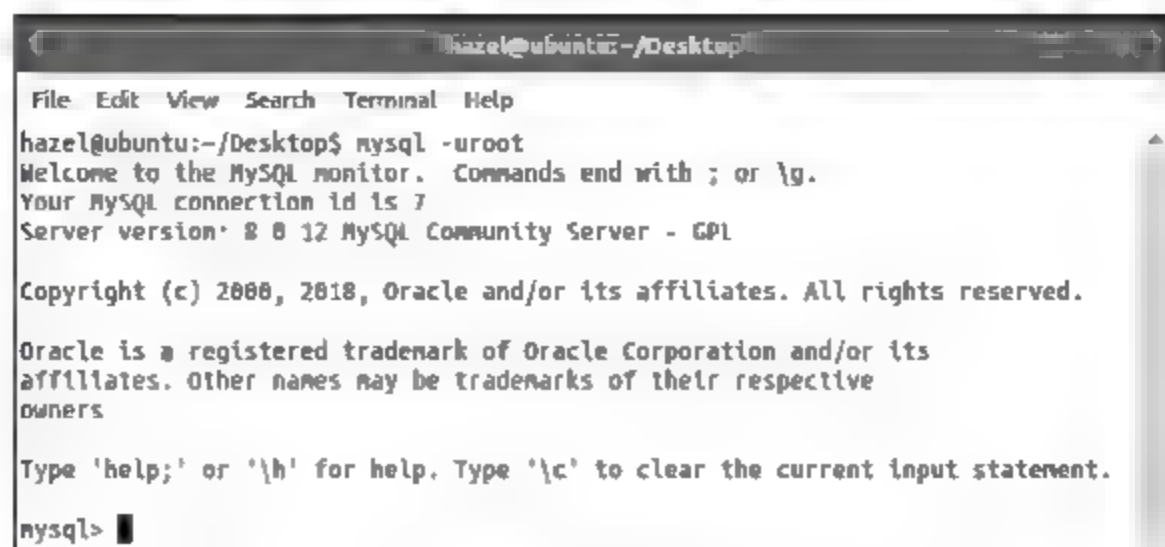 hazel@ubuntu:~/Desktop
File Edit View Search Terminal Help
hazel@ubuntu:~/Desktop$ mysql -uroot
Welcome to the MySQL monitor.  Commands end with ; or \g.
Your MySQL connection id is 7
Server version: 8 0 12 MySQL Community Server - GPL
Copyright (c) 2000, 2018, Oracle and/or its affiliates. All rights reserved.
Oracle is a registered trademark of Oracle Corporation and/or its
affiliates. Other names may be trademarks of their respective
owners
Type 'help;' or '\h' for help. Type '\c' to clear the current input statement.
mysql>